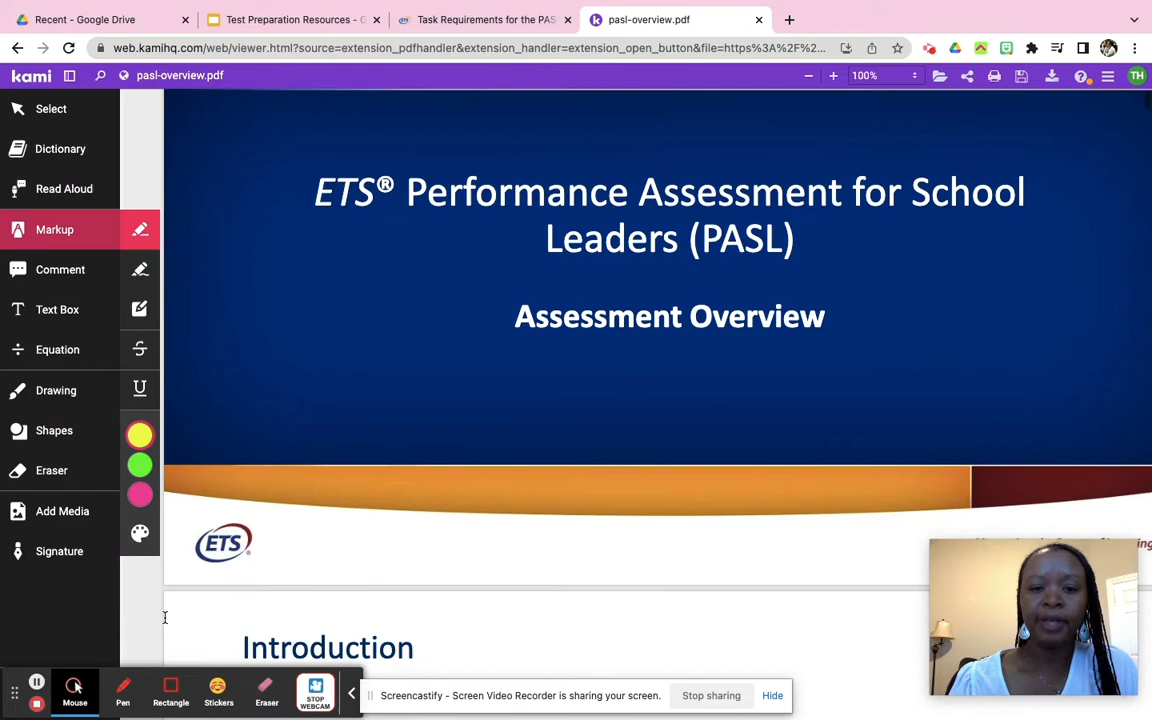 Recent - Google Drive
Test Preparation Resources - G
Task Requirements for the PAS
pasl-overview.pdf
web.kamihq.com/web/viewer.html?source=extension_pdfhandler&extension_handler=extension_open_button&file=https%3A%2F%2...
kami
pasl-overview.pdf
100%
TH
Select
Dictionary
Read Aloud
Markup
Comment
Text Box
Equation
Drawing
Shapes
Eraser
Add Media
Signature
ETS® Performance Assessment for School
Leaders (PASL)
Assessment Overview
ETS®
Introduction
Mouse
Pen
Rectangle
Stickers
Eraser
STOP
WEBCAM
Screencastify - Screen Video Recorder is sharing your screen.
Stop sharing
Hide